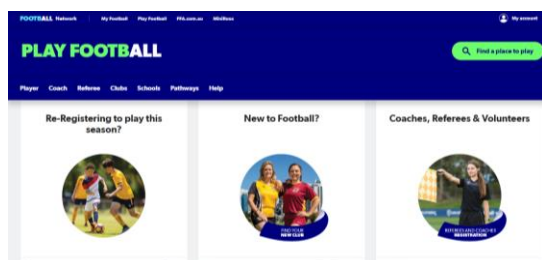 FOOTBALL Network My Football Play Football FFA.com.au MiniRoos My account
PLAY FOOTBALL
Find a place to play
Player Coach Referee Clubs Schools Pathways Help
Re-Registering to play this
season?
New to Football?
Coaches, Referees & Volunteers
FIND YOUR
NEW CLUB
REFEREES AND COACHES
REGISTRATION